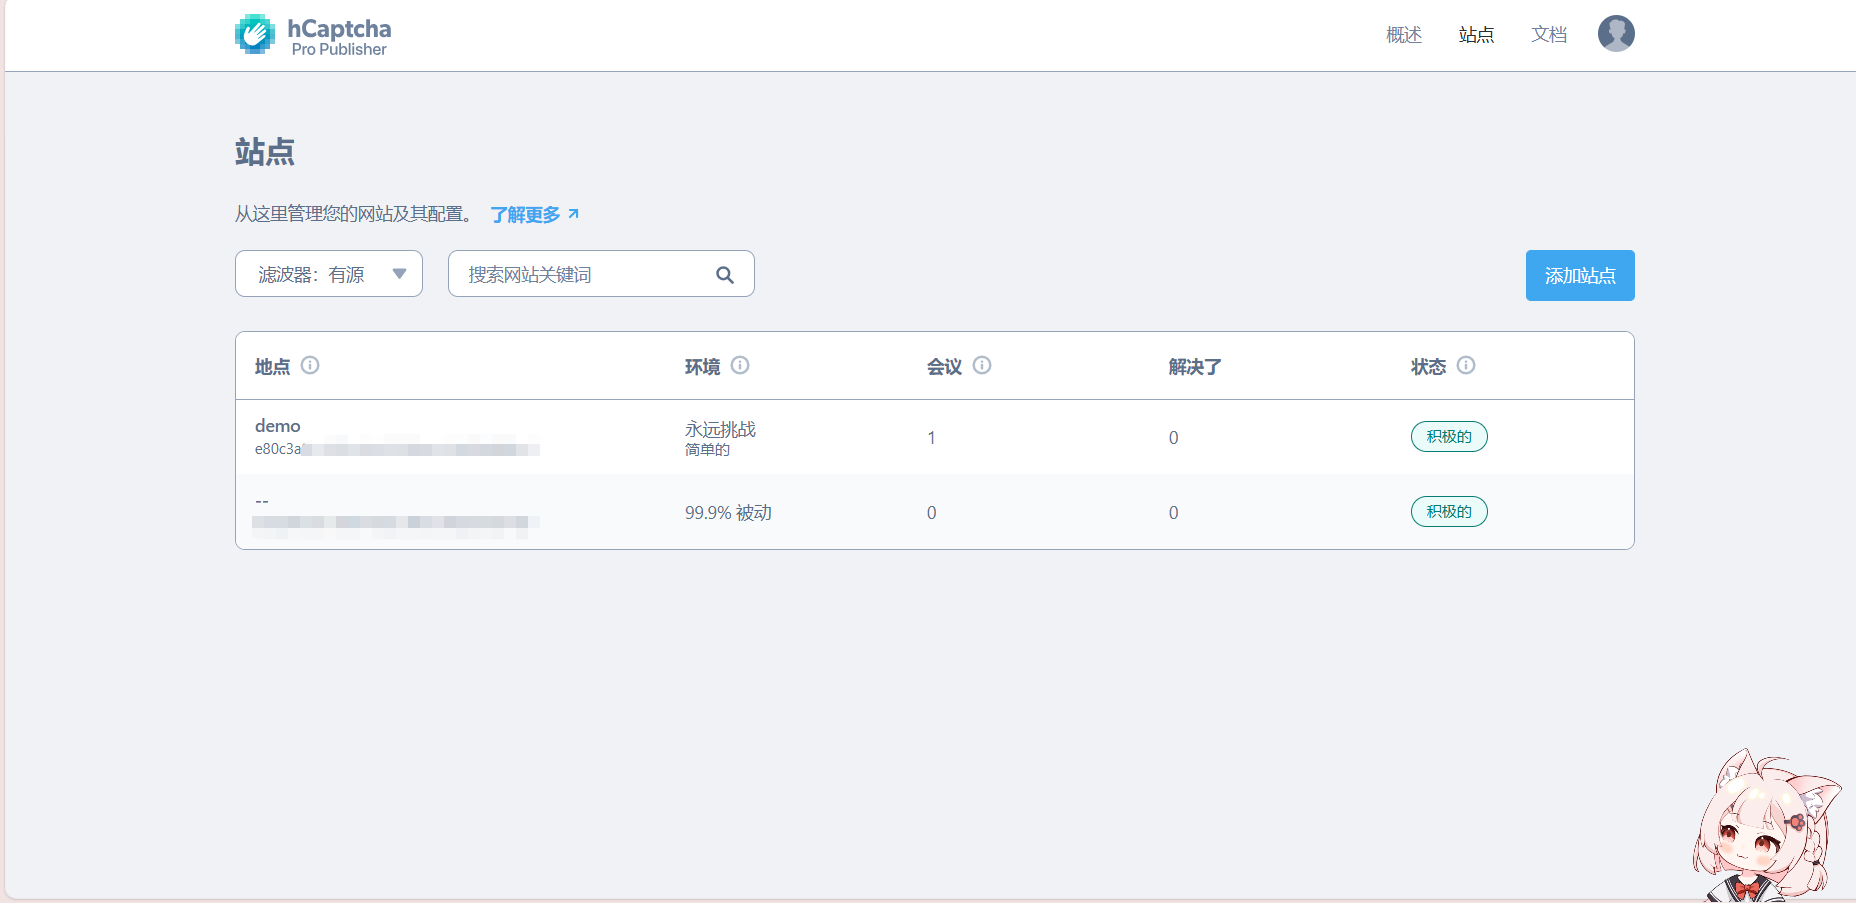 hCaptcha
Pro Publisher
概述
站点
文档
站点
从这里管理您的网站及其配置。 了解更多
滤波器：有源
搜索网站关键词
添加站点
地点
环境
会议
解决了
状态
demo
e80c3a
永远挑战
简单的
1
0
积极的
--
99.9% 被动
0
0
积极的